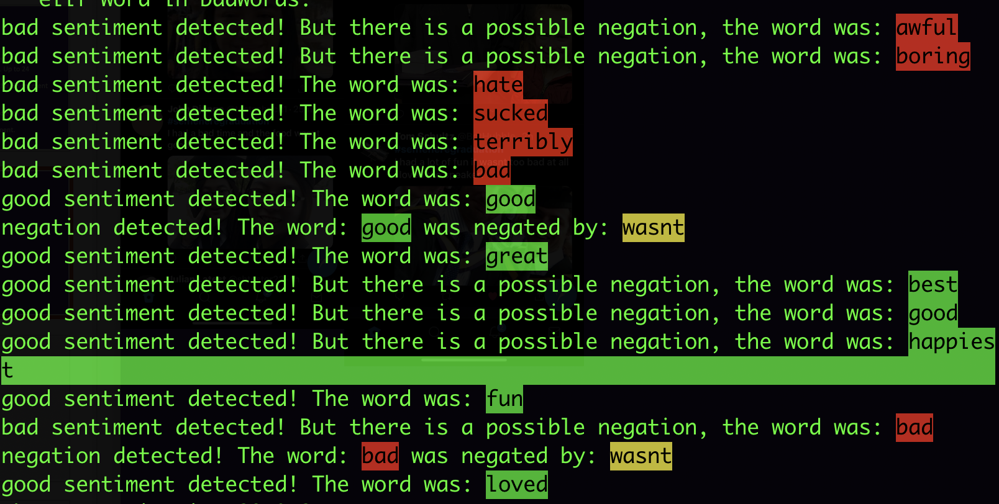 elif word in badwords:
bad sentiment detected! But there is a possible negation, the word was: awful
bad sentiment detected! But there is a possible negation, the word was: boring
bad sentiment detected! The word was: hate
bad sentiment detected! The word was: sucked
bad sentiment detected! The word was: terribly
bad sentiment detected! The word was: bad
good sentiment detected! The word was: good
negation detected! The word: good was negated by: wasnt
good sentiment detected! The word was: great
good sentiment detected! But there is a possible negation, the word was: best
good sentiment detected! But there is a possible negation, the word was: good
good sentiment detected! But there is a possible negation, the word was: happies
t
good sentiment detected! The word was: fun
bad sentiment detected! But there is a possible negation, the word was: bad
negation detected! The word: bad was negated by: wasnt
good sentiment detected! The word was: loved